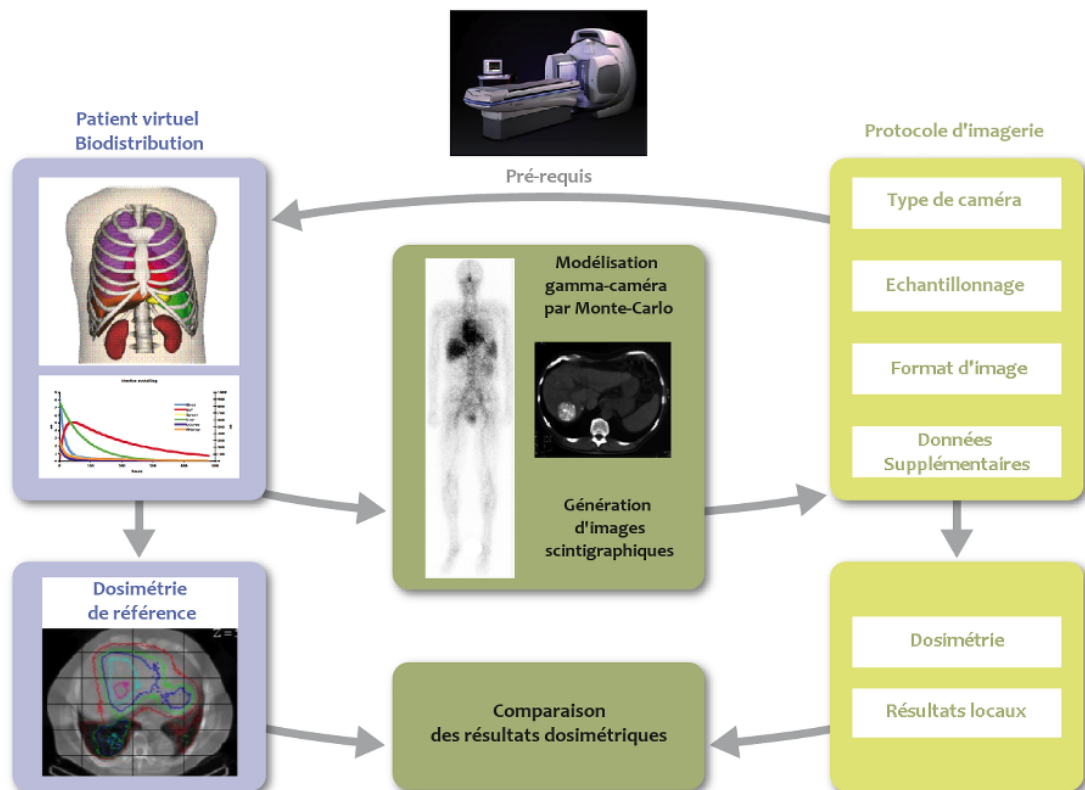 Patient virtuel
Biodistribution
Pré-requis
Protocole d'imagerie
Type de caméra
Echantillonnage
Format d'image
Données
Supplémentaires
Modélisation
gamma-caméra
par Monte-Carlo
Génération
d'images
scintigraphiques
Dosimétrie
de référence
Z=
Comparaison
des résultats dosimétriques
Dosimétrie
Résultats locaux